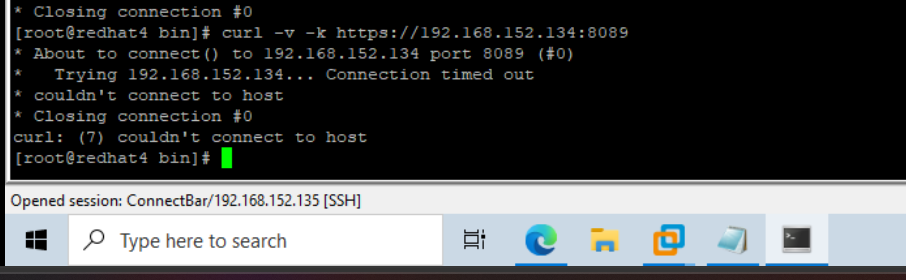 * Closing connection #0
[root@redhat4 bin]# curl -v -k https://192.168.152.134:8089
* About to connect() to 192.168.152.134 port 8089 (#0)
*   Trying 192.168.152.134... Connection timed out
* couldn't connect to host
* Closing connection #0
curl: (7) couldn't connect to host
[root@redhat4 bin]#
Opened session: ConnectBar/192.168.152.135 [SSH]
Type here to search